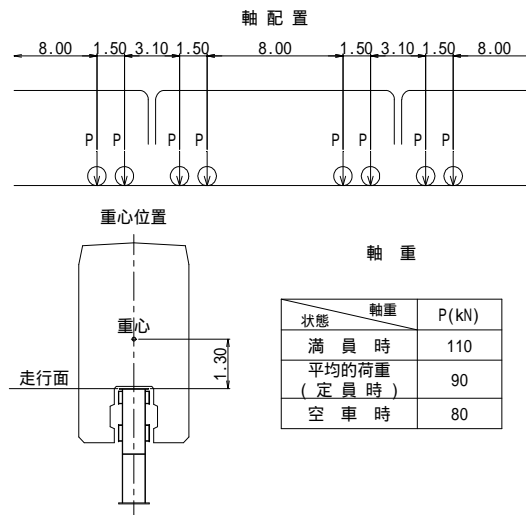 軸 配 置
8.00 1.50 3.10 1.50 8.00 1.50 3.10 1.50 8.00
P P P P P P P P
重心位置
重心
1.30
走行面
軸 重
軸重
状態
P(kN)
満 員 時 110
平均的荷重
( 定 員 時 ) 90
空 車 時 80